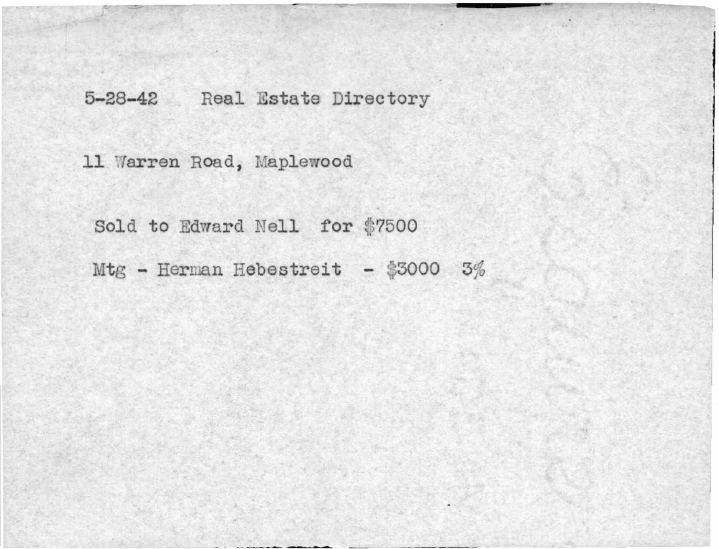 5-28-42 Real Estate Directory
11 Warren Road, Maplewood
Sold to Edward Nell for $7500
Mtg - Herman Hebestreit - $3000 3%